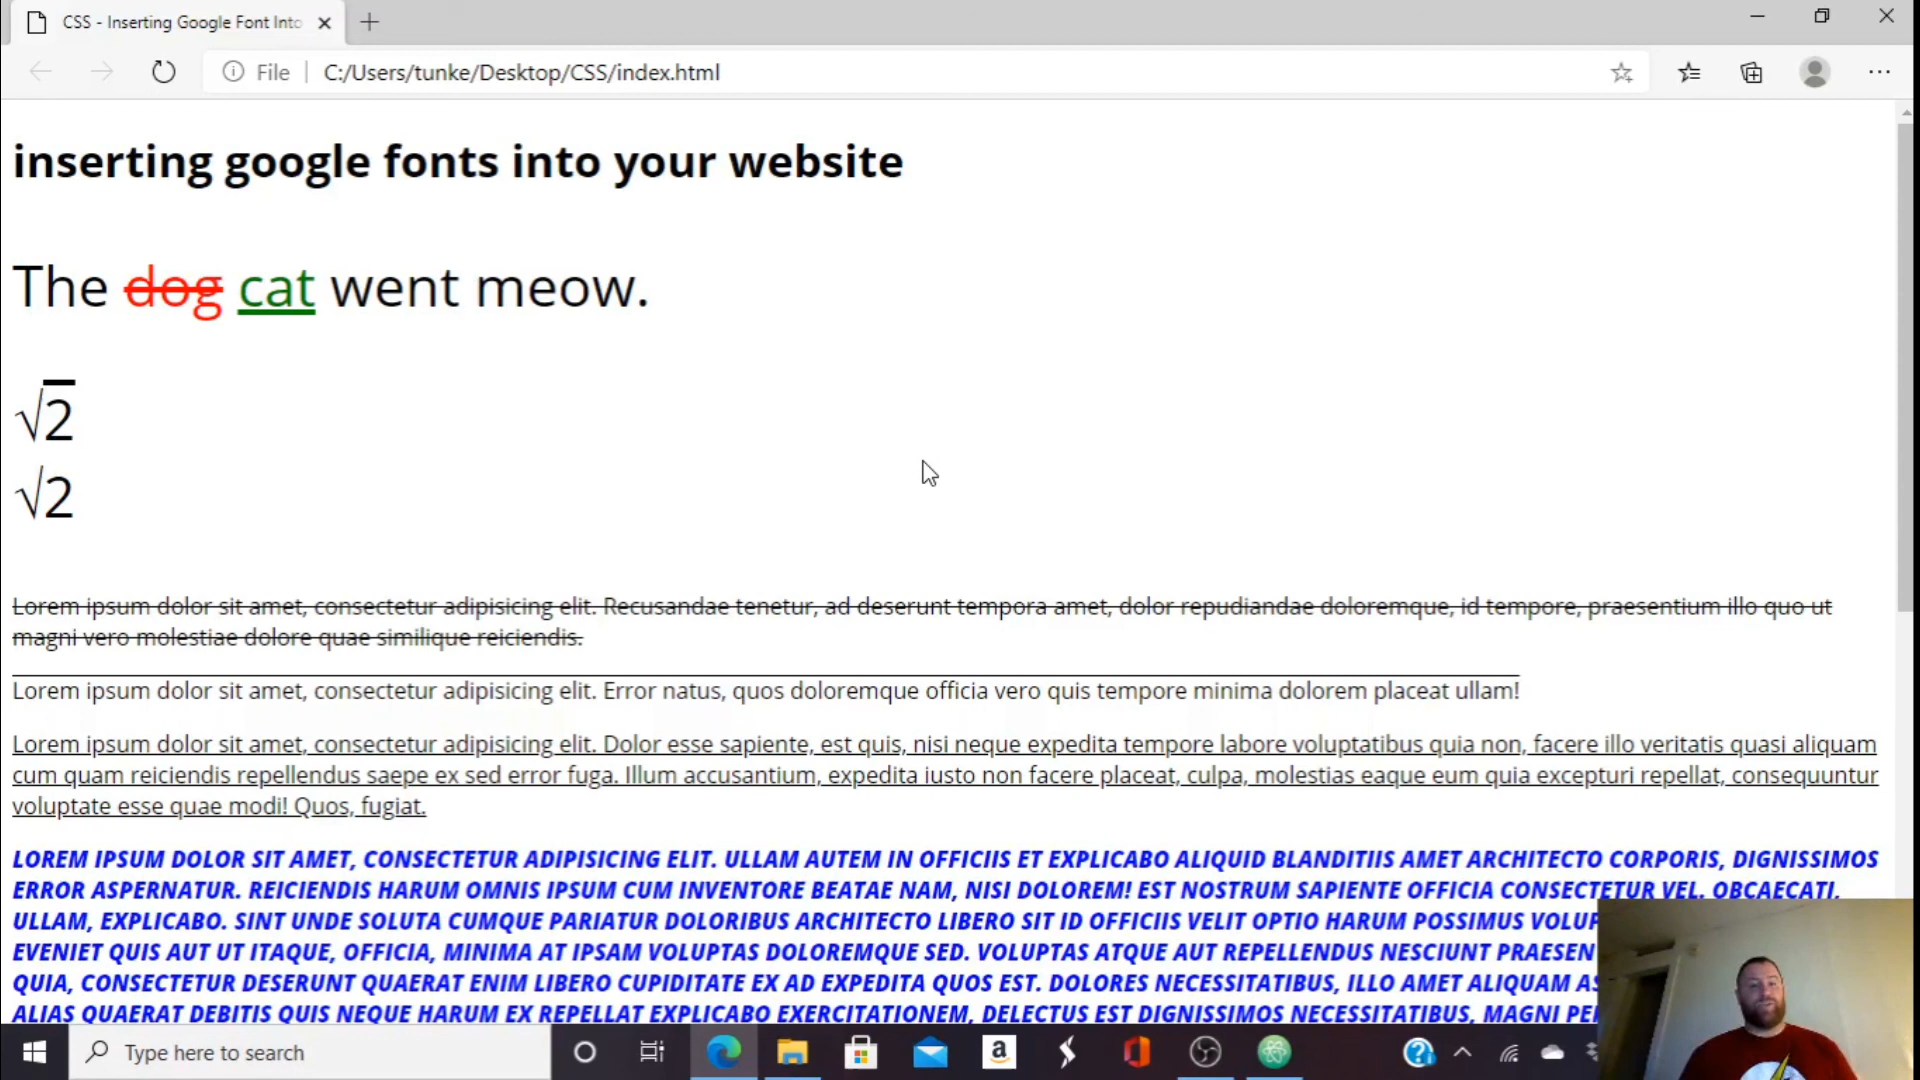 CSS - Inserting Google Font Into
File
C:/Users/tunke/Desktop/CSS/index.html
inserting google fonts into your website
The dog cat went meow.
√2
√2
Lorem ipsum dolor sit amet, consectetur adipisicing elit. Recusandae tenetur, ad deserunt tempora amet, dolor repudiandae doloremque, id tempore, praesentium illo quo ut
magni vero molestiae dolore quae similique reiciendis.
Lorem ipsum dolor sit amet, consectetur adipisicing elit. Error natus, quos doloremque officia vero quis tempore minima dolorem placeat ullam!
Lorem ipsum dolor sit amet, consectetur adipisicing elit. Dolor esse sapiente, est quis, nisi neque expedita tempore labore voluptatibus quia non, facere illo veritatis quasi aliquam
cum quam reiciendis repellendus saepe ex sed error fuga. Illum accusantium, expedita iusto non facere placeat, culpa, molestias eaque eum quia excepturi repellat, consequuntur
voluptate esse quae modi! Quos, fugiat.
LOREM IPSUM DOLOR SIT AMET, CONSECTETUR ADIPISICING ELIT. ULLAM AUTEM IN OFFICIIS ET EXPLICABO ALIQUID BLANDITIIS AMET ARCHITECTO CORPORIS, DIGNISSIMOS
ERROR ASPERNATUR. REICIENDIS HARUM OMNIS IPSUM CUM INVENTORE BEATAE NAM, NISI DOLOREM! EST NOSTRUM SAPIENTE OFFICIA CONSECTETUR VEL. OBCAECATI,
ULLAM, EXPLICABO. SINT UNDE SOLUTA CUMQUE PARIATUR DOLORIBUS ARCHITECTO LIBERO SIT ID OFFICIIS VELIT OPTIO HARUM POSSIMUS
EVENIET QUIS AUT UT ITAQUE, OFFICIA, MINIMA AT IPSAM VOLUPTAS DOLOREMQUE SED. VOLUPTAS ATQUE AUT REPELLENDUS NESCIUNT
QUIA, CONSECTETUR DESERUNT QUAERAT ENIM LIBERO CUPIDITATE EX AD EXPEDITA QUOS EST. DOLORES NECESSITATIBUS, ILLO AMET ALIQUAM
ALIAS QUAERAT DEBITIS QUIS NEQUE HARUM EX REPELLAT EXPLICABO EXERCITATIONEM, DELECTUS EST DIGNISSIMOS NECESSITATIBUS, MAGNI
Type here to search